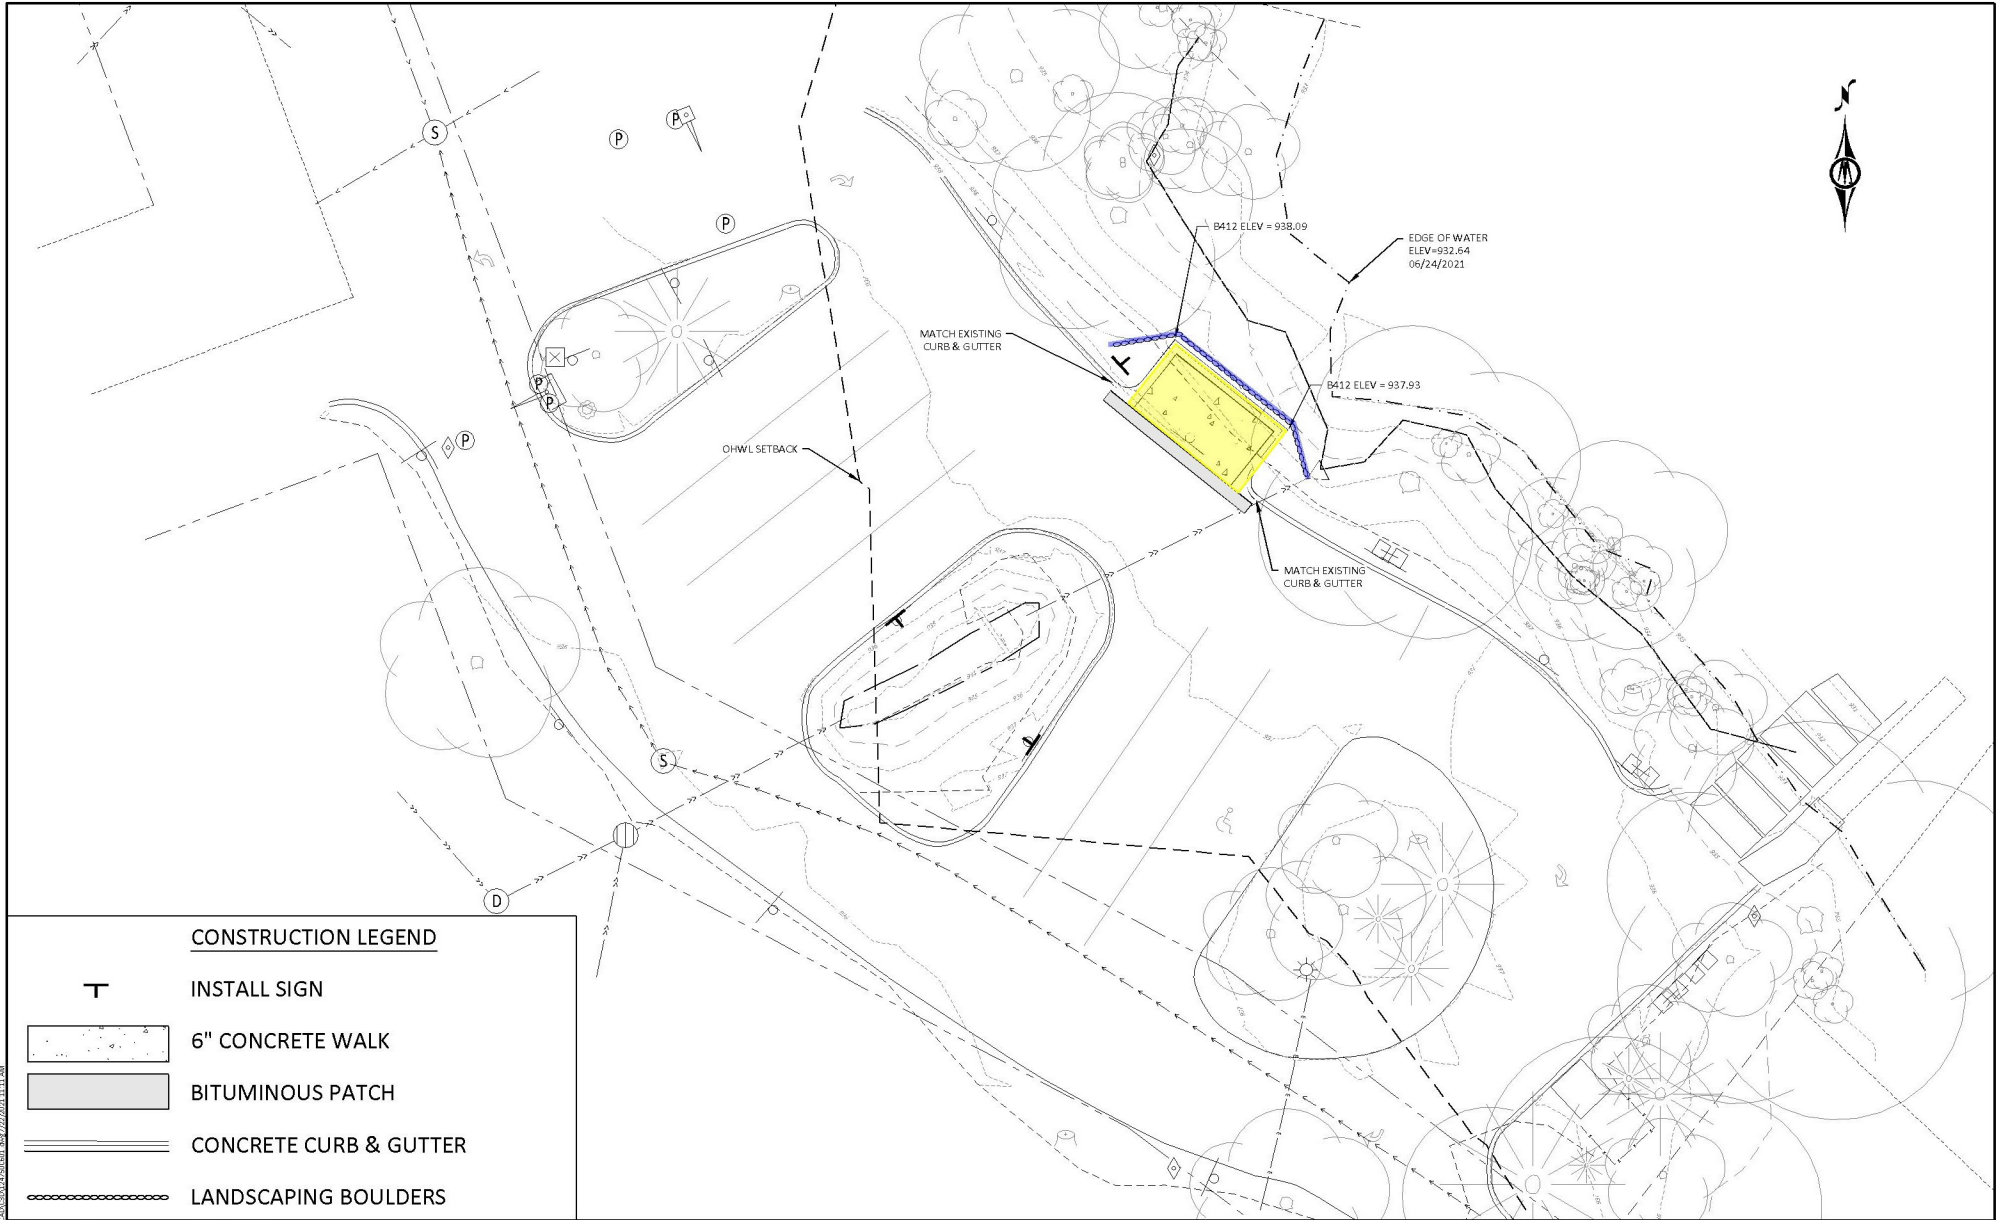 N
S
P
P
P
B412 ELEV = 938.09
EDGE OF WATER
ELEV=932.64
06/24/2021
MATCH EXISTING
CURB & GUTTER
B412 ELEV = 937.93
P
P
P
OHWL SETBACK
MATCH EXISTING
CURB & GUTTER
S
D
CONSTRUCTION LEGEND
INSTALL SIGN
6" CONCRETE WALK
BITUMINOUS PATCH
CONCRETE CURB & GUTTER
LANDSCAPING BOULDERS